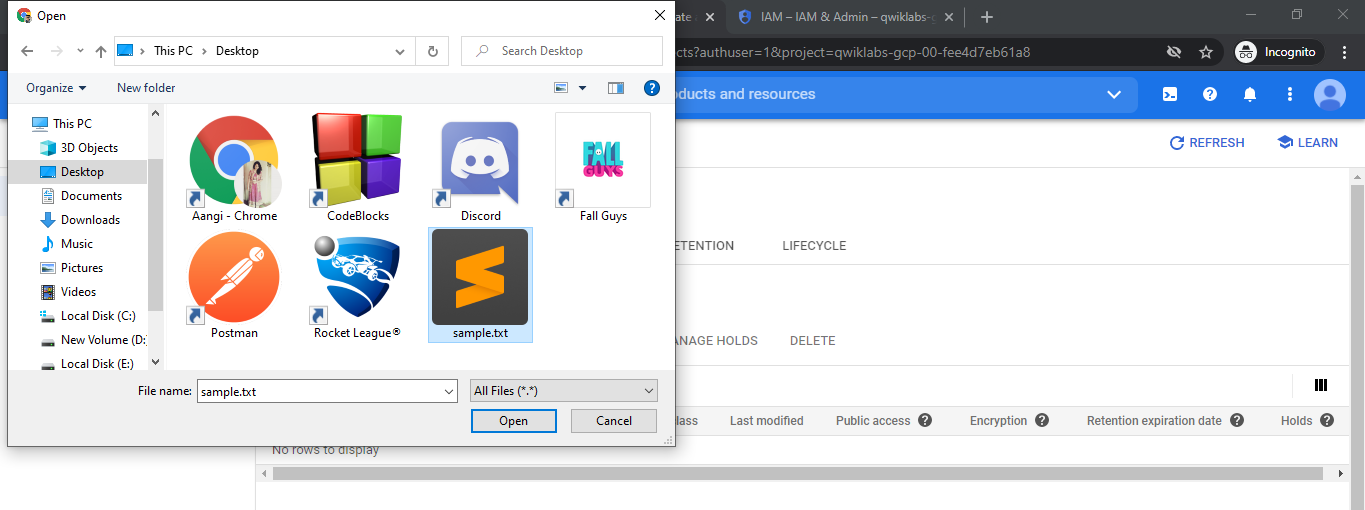 Open
IAM – IAM & Admin – qwiklabs-g
This PC
Desktop
Search Desktop
cts?authuser=1&project=qwiklabs-gcp-00-fee4d7eb61a8
Incognito
Organize
New folder
oducts and resources
This PC
3D Objects
Desktop
Documents
Downloads
Music
Pictures
Videos
Local Disk (C:)
New Volume (D:
Local Disk (E:)
Aangi - Chrome
CodeBlocks
Discord
FALL
GUYS
Fall Guys
Postman
Rocket League®
sample.txt
REFRESH
LEARN
ETENTION
LIFECYCLE
ANAGE HOLDS
DELETE
File name:
sample.txt
All Files (*.*)
Open
Cancel
lass
Last modified
Public access
Encryption
Retention expiration date
Holds
No rows to display